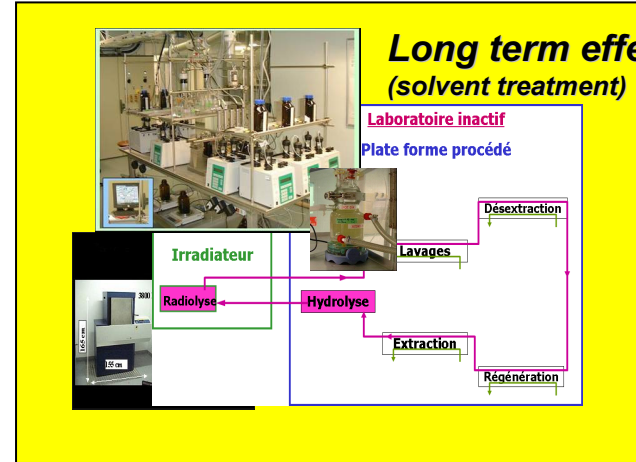 Long term effe
(solvent treatment)
Laboratoire inactif
Plate forme procédé
Désextraction
Lavages
Irradiateur
Radiolyse
Hydrolyse
3800
165 cm
155 cm
Extraction
Régénération